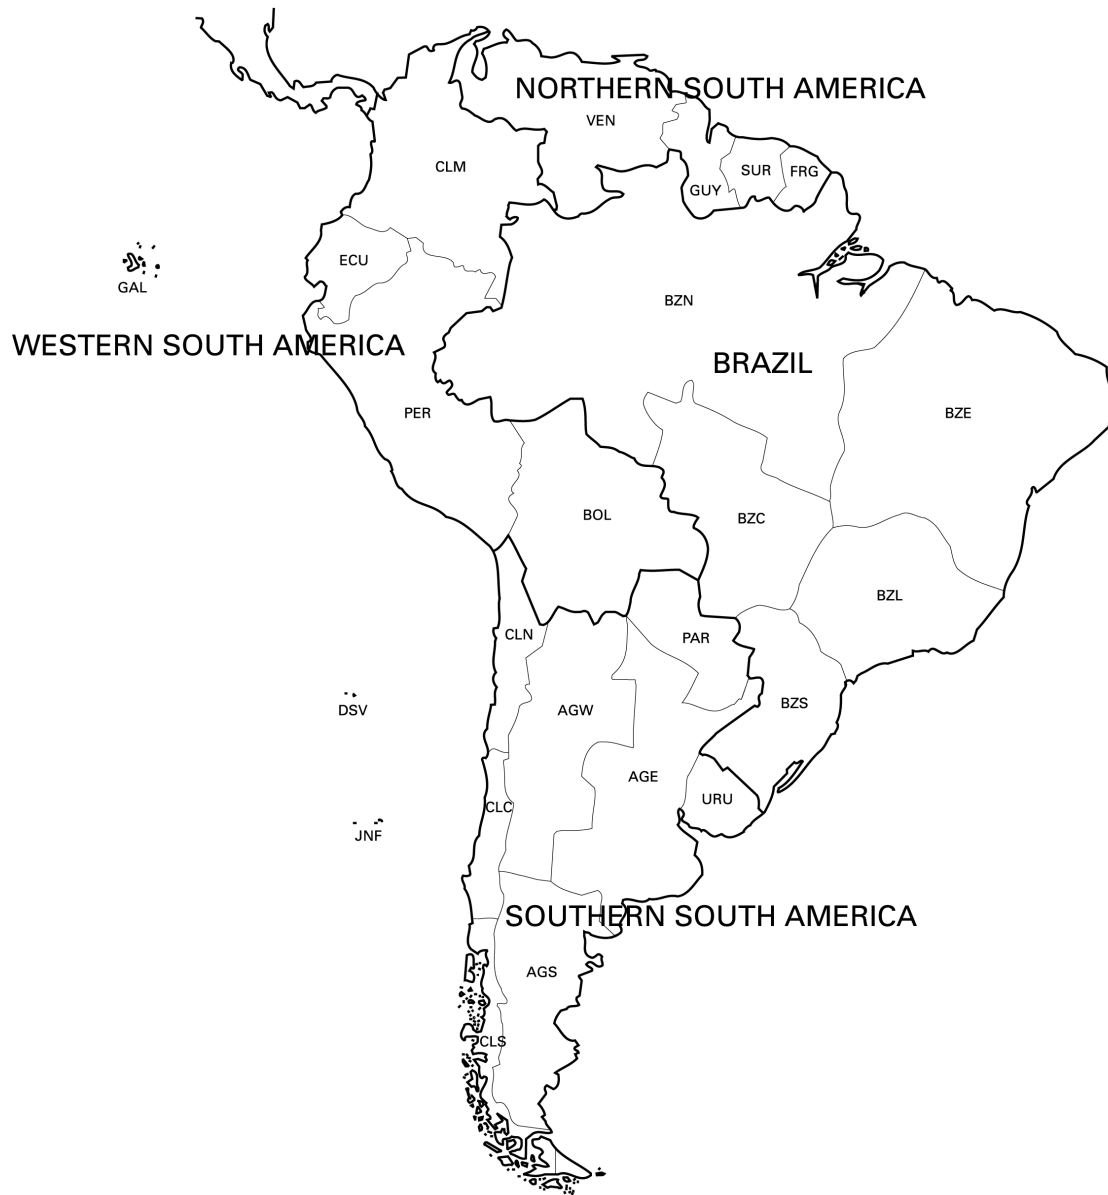 NORTHERN SOUTH AMERICA
VEN
CLM
SUR
FRG
GUY
ECU
GAL
BZN
WESTERN SOUTH AMERICA
BRAZIL
PER
BZE
BOL
BZC
BZL
CLN
PAR
DSV
AGW
BZS
AGE
URU
CLC
JNF
SOUTHERN SOUTH AMERICA
AGS
CLS